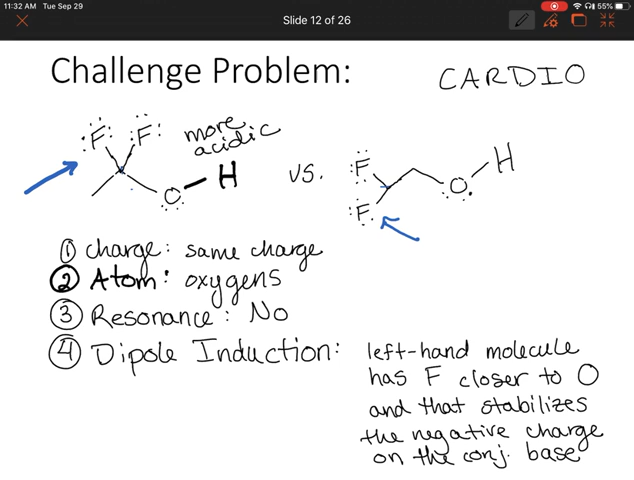 11:32 AM Tue Sep 29
55%
Slide 12 of 26
Challenge Problem:
CARDIO
F F
more
acidic
O H
VS.
F
F
O H
① Charge: same charge
② Atom: oxygens
③ Resonance: No
④ Dipole Induction:
left-hand molecule
has F closer to O
and that stabilizes
the negative charge
on the conj. base